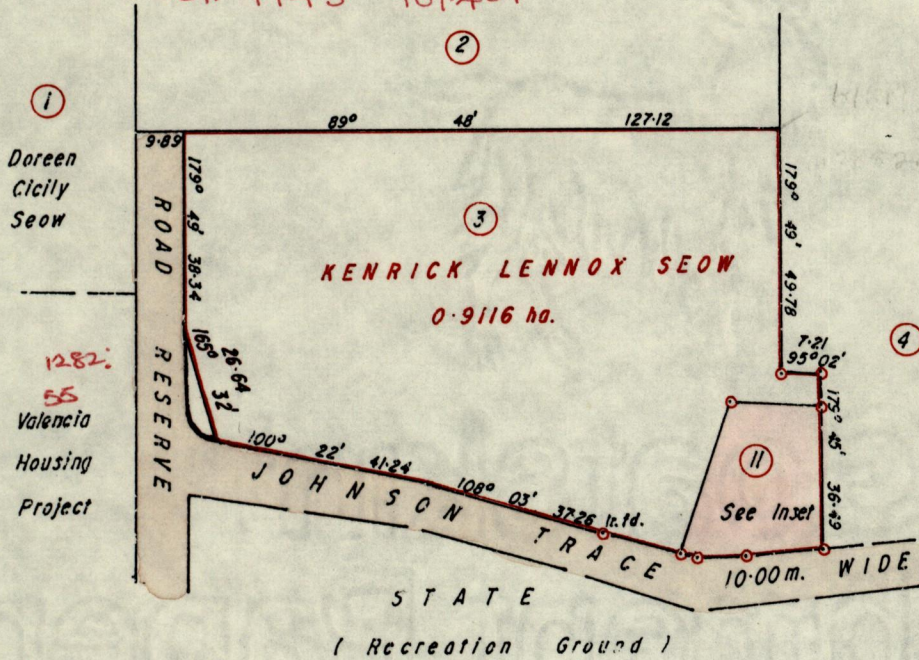 2
1
Doreen
Cicily
Seow
89° 48' 127.12
9.89
179° 49' 38.34
179° 49' 49.78
ROAD RESERVE
3
KENRICK LENNOX SEOW
0.9116 ha.
4
7.21
95° 02'
165° 32'
26.64
175° 45' 36.49
1282:
55
Valencia
Housing
Project
100° 22' 41.24
108° 03' 37.26 Ir. fd.
11
See Inset
JOHNSON TRACE
10.00 m. WIDE
STATE
( Recreation Ground )